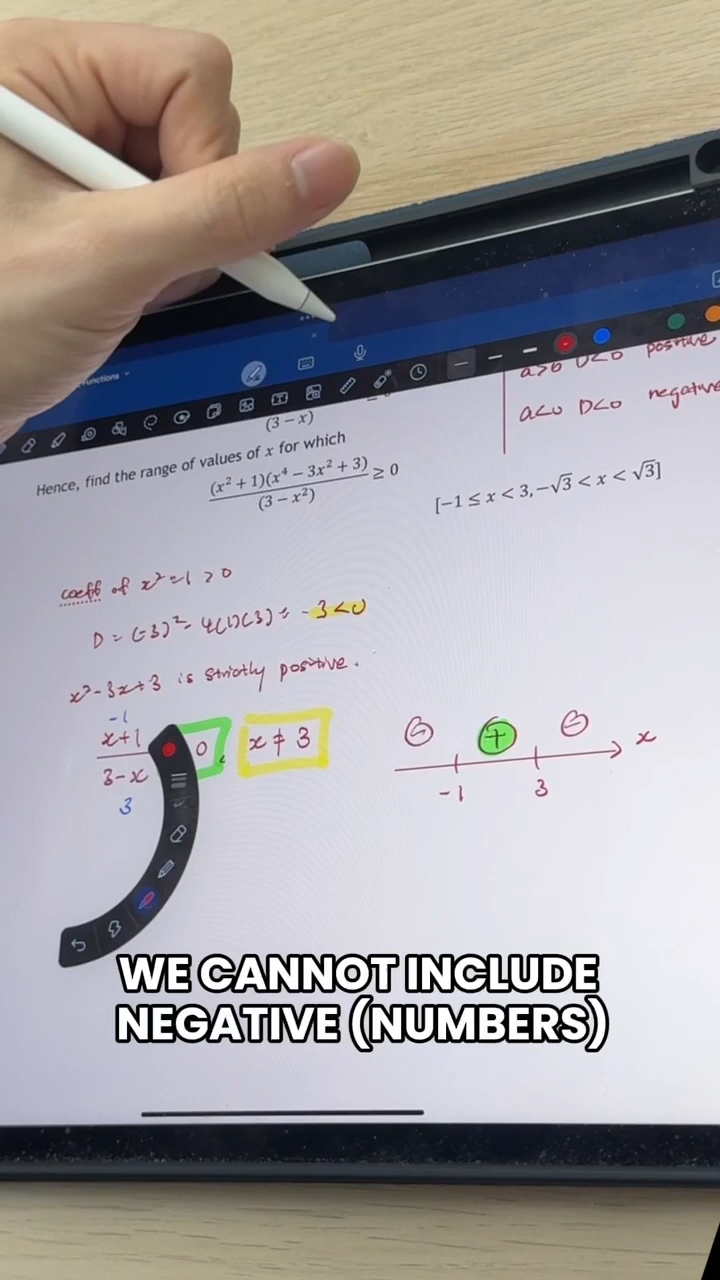 Functions
(3 − x)
a>0 D<0 positive
a<0 D<0 negative
Hence, find the range of values of x for which
(x² + 1)(x⁴ − 3x² + 3)
≥ 0
(3 − x²)
[−1 ≤ x < 3, −√3 < x < √3]
coeff of x² = 1 > 0
D = (-3)² - 4(1)(3) = -3<0
x²-3x+3 is strictly positive.
-1
x+1
0, x ≠ 3
3-x
3
⊖ + ⊖
x
-1 3
WE CANNOT INCLUDE
NEGATIVE (NUMBERS)